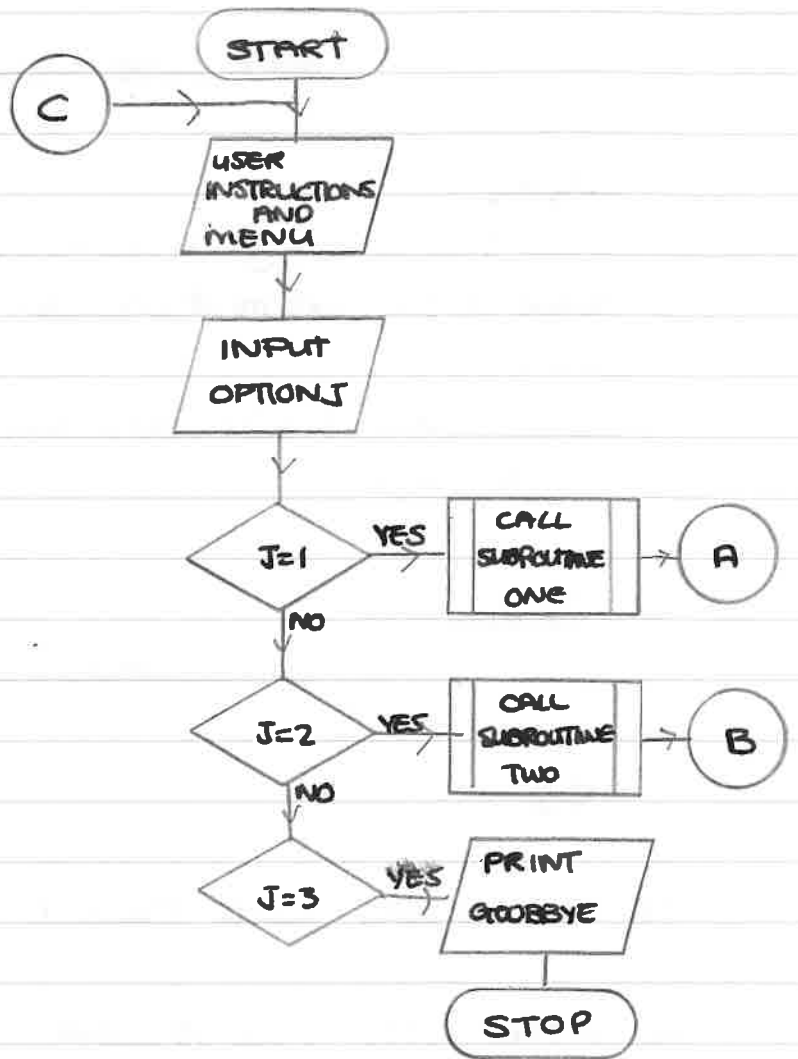 START
C
USER
INSTRUCTIONS
AND
MENU
INPUT
OPTION J
J=1
YES
CALL
SUBROUTINE
ONE
A
NO
J=2
YES
CALL
SUBROUTINE
TWO
B
NO
J=3
YES
PRINT
GOODBYE
STOP